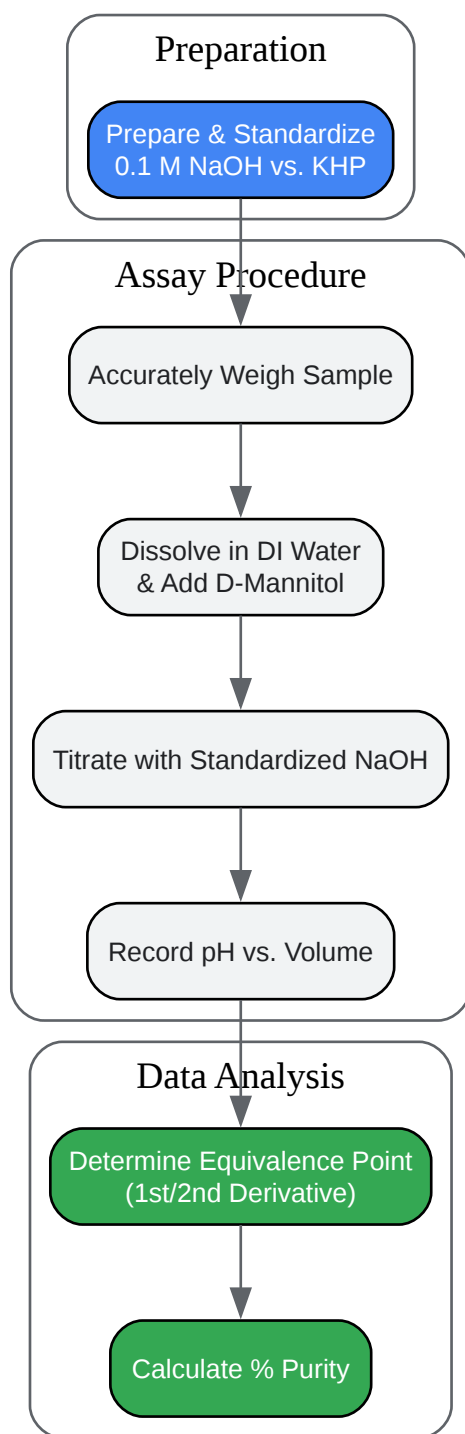 Preparation
Prepare & Standardize
0.1 M NaOH vs. KHP
Assay Procedure
Accurately Weigh Sample
Dissolve in DI Water
& Add D-Mannitol
Titrate with Standardized NaOH
Record pH vs. Volume
Data Analysis
Determine Equivalence Point
(1st/2nd Derivative)
Calculate % Purity